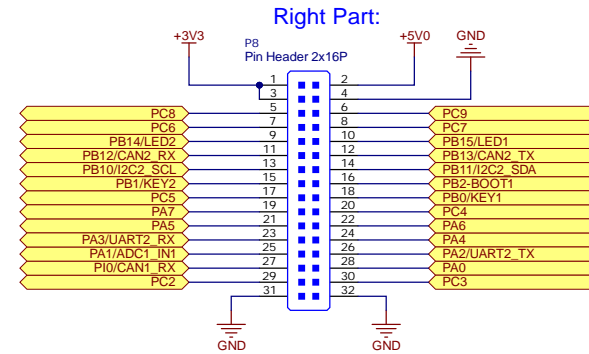 Right Part:
+3V3 +5V0 GND
P8
Pin Header 2x16P
1 2
3 4
PC8 5 6 PC9
PC6 7 8 PC7
PB14/LED2 9 10 PB15/LED1
PB12/CAN2_RX 11 12 PB13/CAN2_TX
PB10/I2C2_SCL 13 14 PB11/I2C2_SDA
PB1/KEY2 15 16 PB2-BOOT1
PC5 17 18 PB0/KEY1
PA7 19 20 PC4
PA5 21 22 PA6
PA3/UART2_RX 23 24 PA4
PA1/ADC1_IN1 25 26 PA2/UART2_TX
PI0/CAN1_RX 27 28 PA0
PC2 29 30 PC3
31 32
GND GND